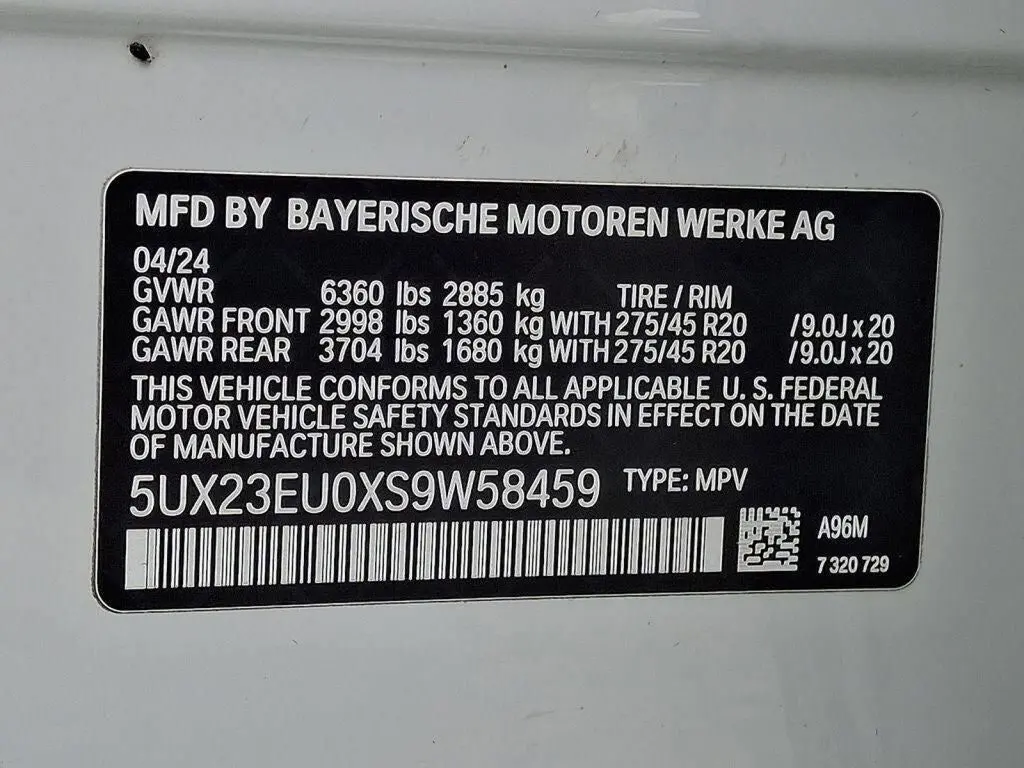 MFD BY BAYERISCHE MOTOREN WERKE AG
04/24
GVWR 6360 lbs 2885 kg TIRE / RIM
GAWR FRONT 2998 lbs 1360 kg WITH 275/45 R20 /9.0J x 20
GAWR REAR 3704 lbs 1680 kg WITH 275/45 R20 /9.0J x 20
THIS VEHICLE CONFORMS TO ALL APPLICABLE U. S. FEDERAL
MOTOR VEHICLE SAFETY STANDARDS IN EFFECT ON THE DATE
OF MANUFACTURE SHOWN ABOVE.
5UX23EU0XS9W58459 TYPE: MPV
A96M
7 320 729